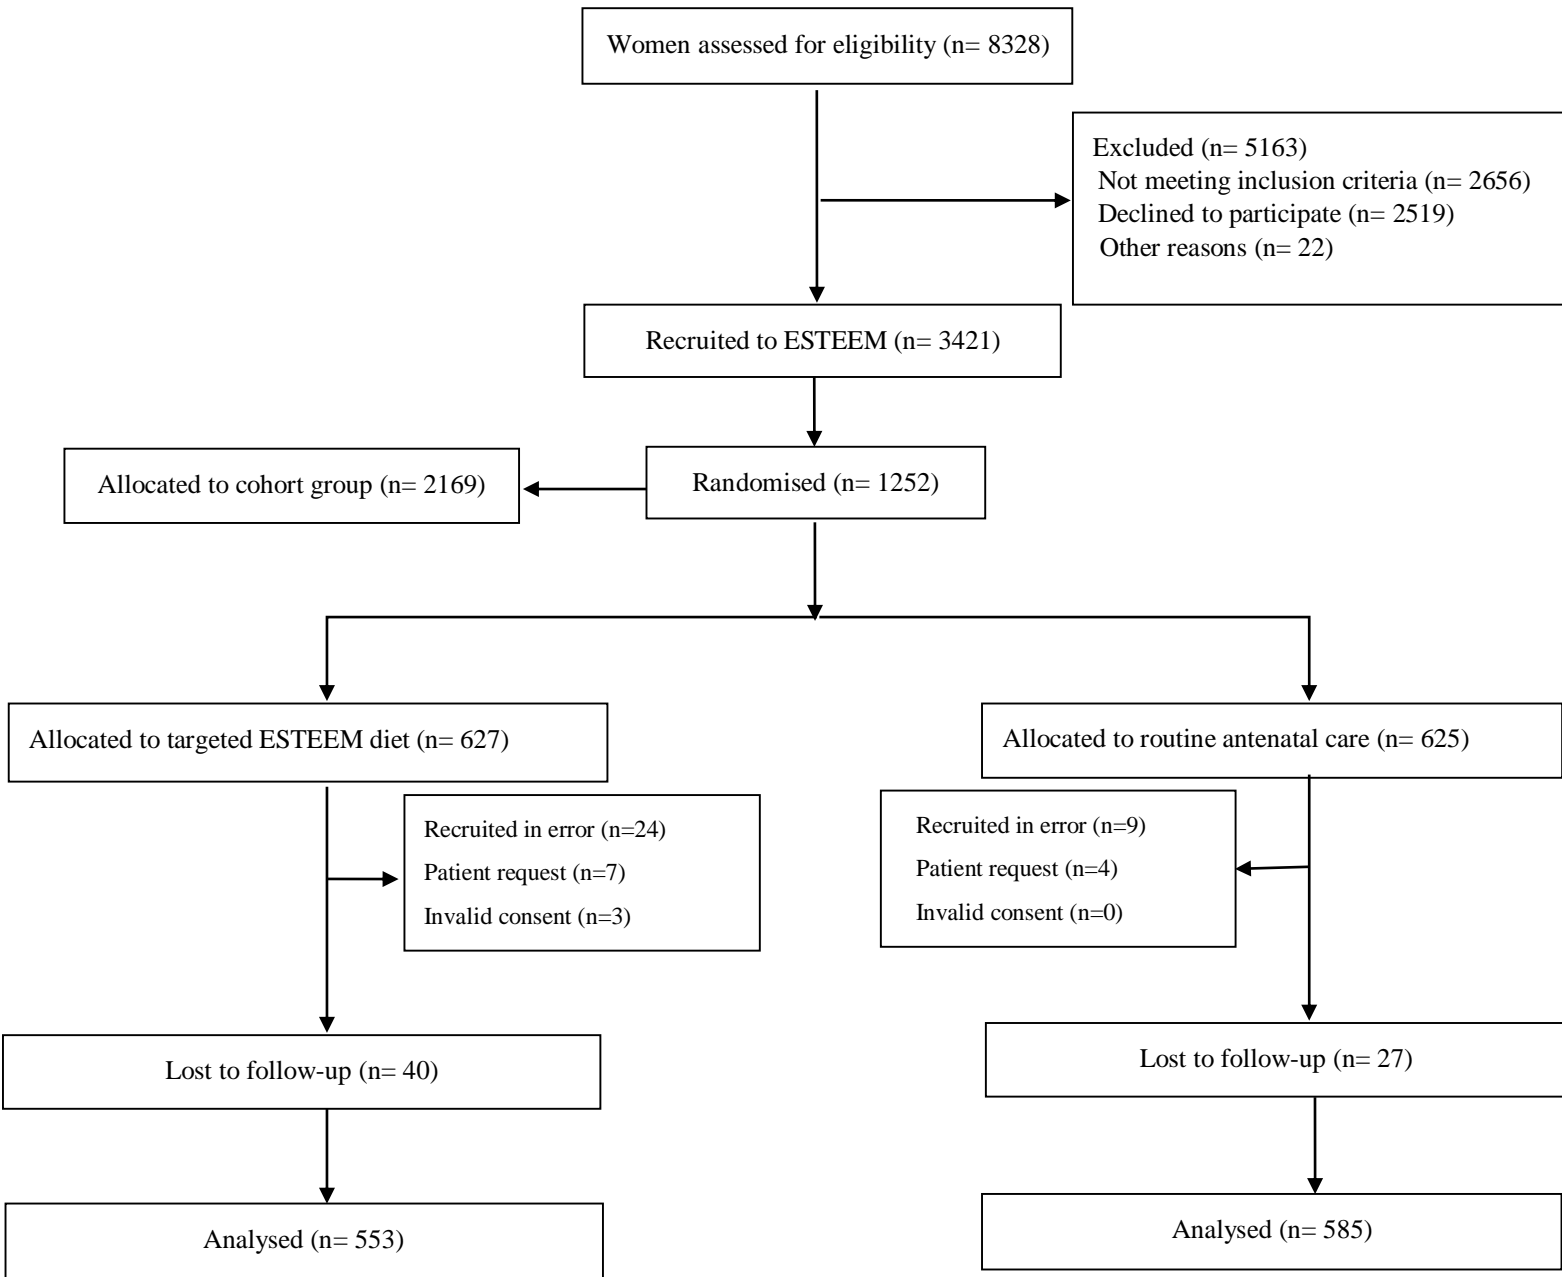 Women assessed for eligibility (n= 8328)
Excluded (n= 5163)
Not meeting inclusion criteria (n= 2656)
Declined to participate (n= 2519)
Other reasons (n= 22)
Recruited to ESTEEM (n= 3421)
Allocated to cohort group (n= 2169)
Randomised (n= 1252)
Allocated to targeted ESTEEM diet (n= 627)
Allocated to routine antenatal care (n= 625)
Recruited in error (n=24)
Patient request (n=7)
Invalid consent (n=3)
Recruited in error (n=9)
Patient request (n=4)
Invalid consent (n=0)
Lost to follow-up (n= 40)
Lost to follow-up (n= 27)
Analysed (n= 553)
Analysed (n= 585)